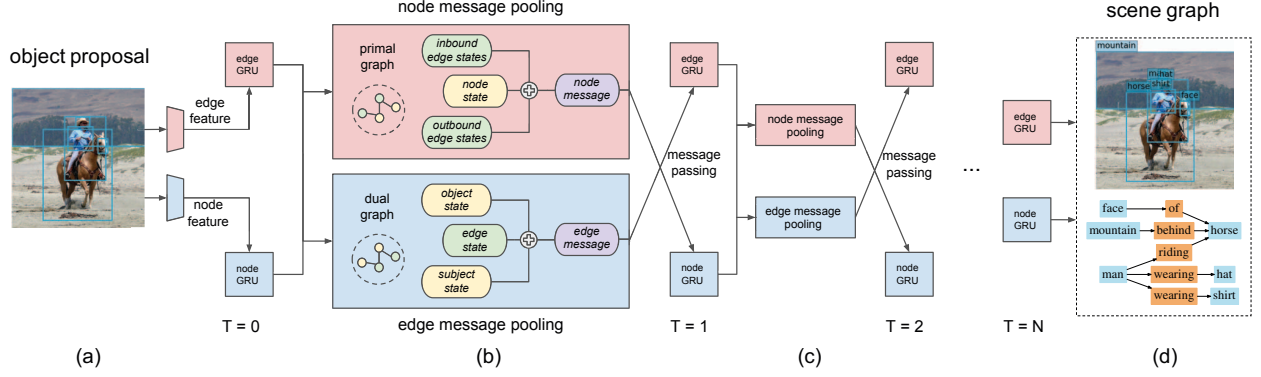 object proposal
edge
feature
node
feature
edge
GRU
node
GRU
T = 0
(a)
node message pooling
primal
graph
inbound
edge states
node
state
outbound
edge states
node
message
dual
graph
object
state
edge
state
subject
state
edge
message
edge message pooling
(b)
edge
GRU
message
passing
node
GRU
T = 1
node message
pooling
edge message
pooling
(c)
edge
GRU
message
passing
node
GRU
T = 2
...
edge
GRU
node
GRU
T = N
scene graph
mountain
hat
horse
face
face of
mountain behind horse
riding
man wearing hat
wearing shirt
(d)